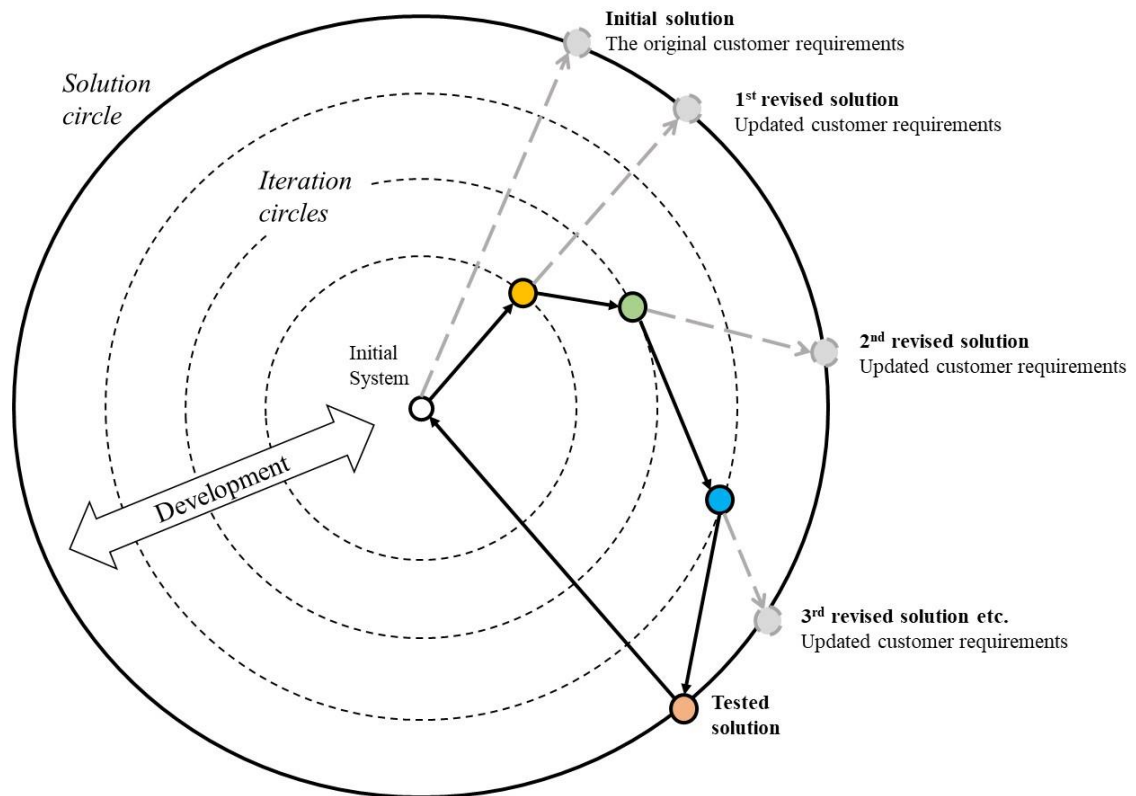 Initial solution
The original customer requirements
Solution
circle
1st revised solution
Updated customer requirements
Iteration
circles
Initial
System
2nd revised solution
Updated customer requirements
Development
3rd revised solution etc.
Updated customer requirements
Tested
solution